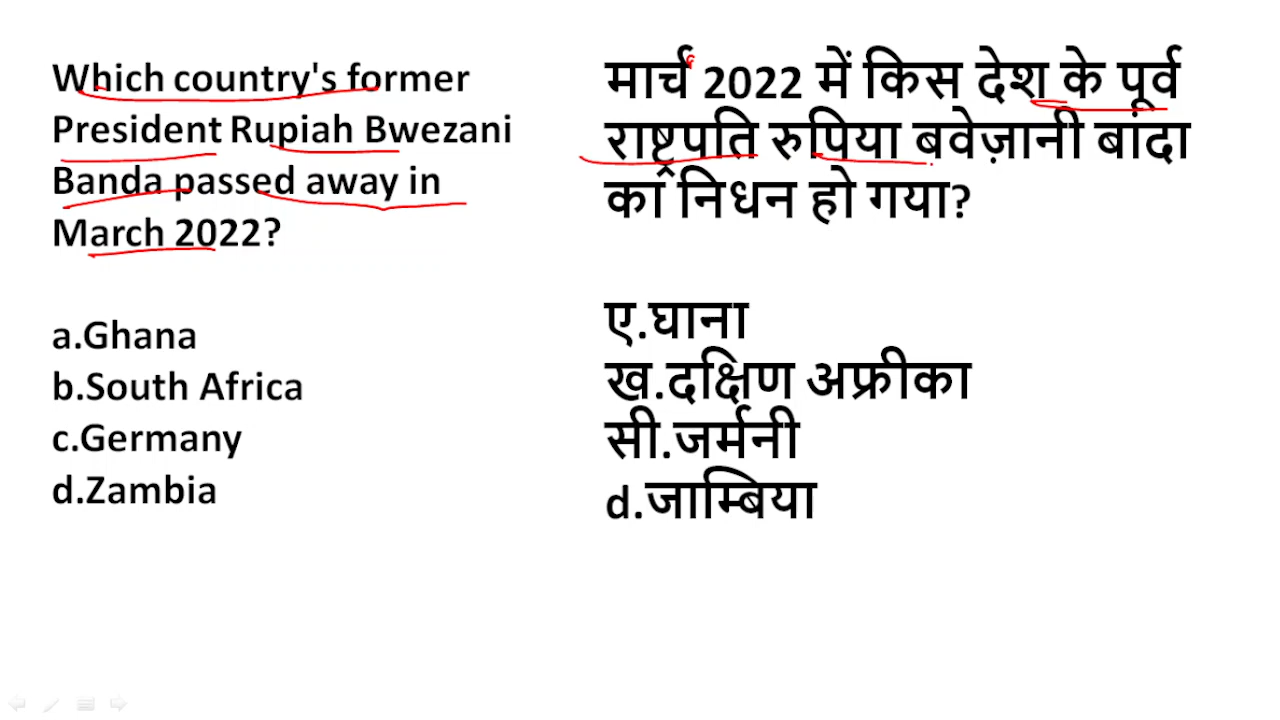 Which country's former
President Rupiah Bwezani
Banda passed away in
March 2022?
a.Ghana
b.South Africa
c.Germany
d.Zambia
मार्च 2022 में किस देश के पूर्व
राष्ट्रपति रुपिया बवेज़ानी बांदा
का निधन हो गया?
ए.घाना
ख.दक्षिण अफ्रीका
सी.जर्मनी
d.जाम्बिया